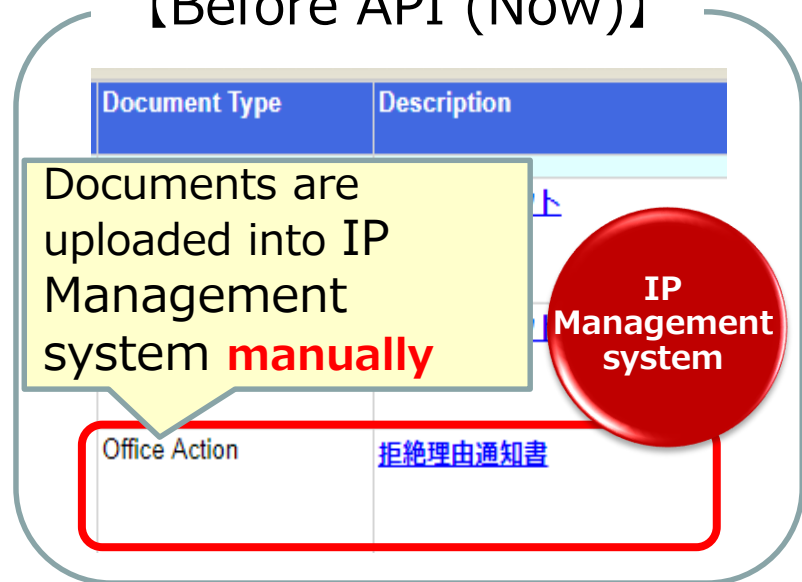 【Before API (Now)】
Document Type
Description
Documents are
uploaded into IP
Management
system manually
ト
IP
Management
system
Office Action
拒絶理由通知書